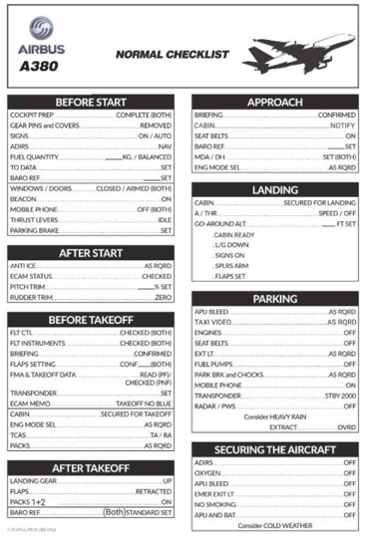 AIRBUS
A380
NORMAL CHECKLIST
BEFORE START
COCKPIT PREP COMPLETE (BOTH)
GEAR PINS and COVERS REMOVED
SIGNS ON / AUTO
ADIRS NAV
FUEL QUANTITY ____KG. / BALANCED
TO DATA SET
BARO REF ____SET
WINDOWS / DOORS CLOSED / ARMED (BOTH)
BEACON ON
MOBILE PHONE OFF (BOTH)
THRUST LEVERS IDLE
PARKING BRAKE SET
AFTER START
ANTI ICE AS RQRD
ECAM STATUS CHECKED
PITCH TRIM ____% SET
RUDDER TRIM ZERO
BEFORE TAKEOFF
FLT CTL CHECKED (BOTH)
FLT INSTRUMENTS CHECKED (BOTH)
BRIEFING CONFIRMED
FLAPS SETTING CONF____(BOTH)
FMA & TAKEOFF DATA READ (PF)/
CHECKED (PNF)
TRANSPONDER SET
ECAM MEMO TAKEOFF NO BLUE
CABIN SECURED FOR TAKEOFF
ENG MODE SEL AS RQRD
TCAS TA / RA
PACKS AS RQRD
AFTER TAKEOFF
LANDING GEAR UP
FLAPS RETRACTED
PACKS 1+2 ON
BARO REF (Both)STANDARD SET
APPROACH
BRIEFING CONFIRMED
CABIN NOTIFY
SEAT BELTS ON
BARO REF ____SET
MDA / DH SET (BOTH)
ENG MODE SEL AS RQRD
LANDING
CABIN SECURED FOR LANDING
A / THR SPEED / OFF
GO-AROUND ALT ____ FT SET
.CABIN READY
.L/G DOWN
.SIGNS ON
.SPLRS ARM
.FLAPS SET
PARKING
APU BLEED AS RQRD
TAXI VIDEO AS RQRD
ENGINES OFF
SEAT BELTS OFF
EXT LT AS RQRD
FUEL PUMPS OFF
PARK BRK and CHOCKS AS RQRD
MOBILE PHONE ON
TRANSPONDER STBY 2000
RADAR / PWS OFF
Consider HEAVY RAIN
EXTRACT OVRD
SECURING THE AIRCRAFT
ADIRS OFF
OXYGEN OFF
APU BLEED OFF
EMER EXIT LT OFF
NO SMOKING OFF
APU AND BAT OFF
Consider COLD WEATHER